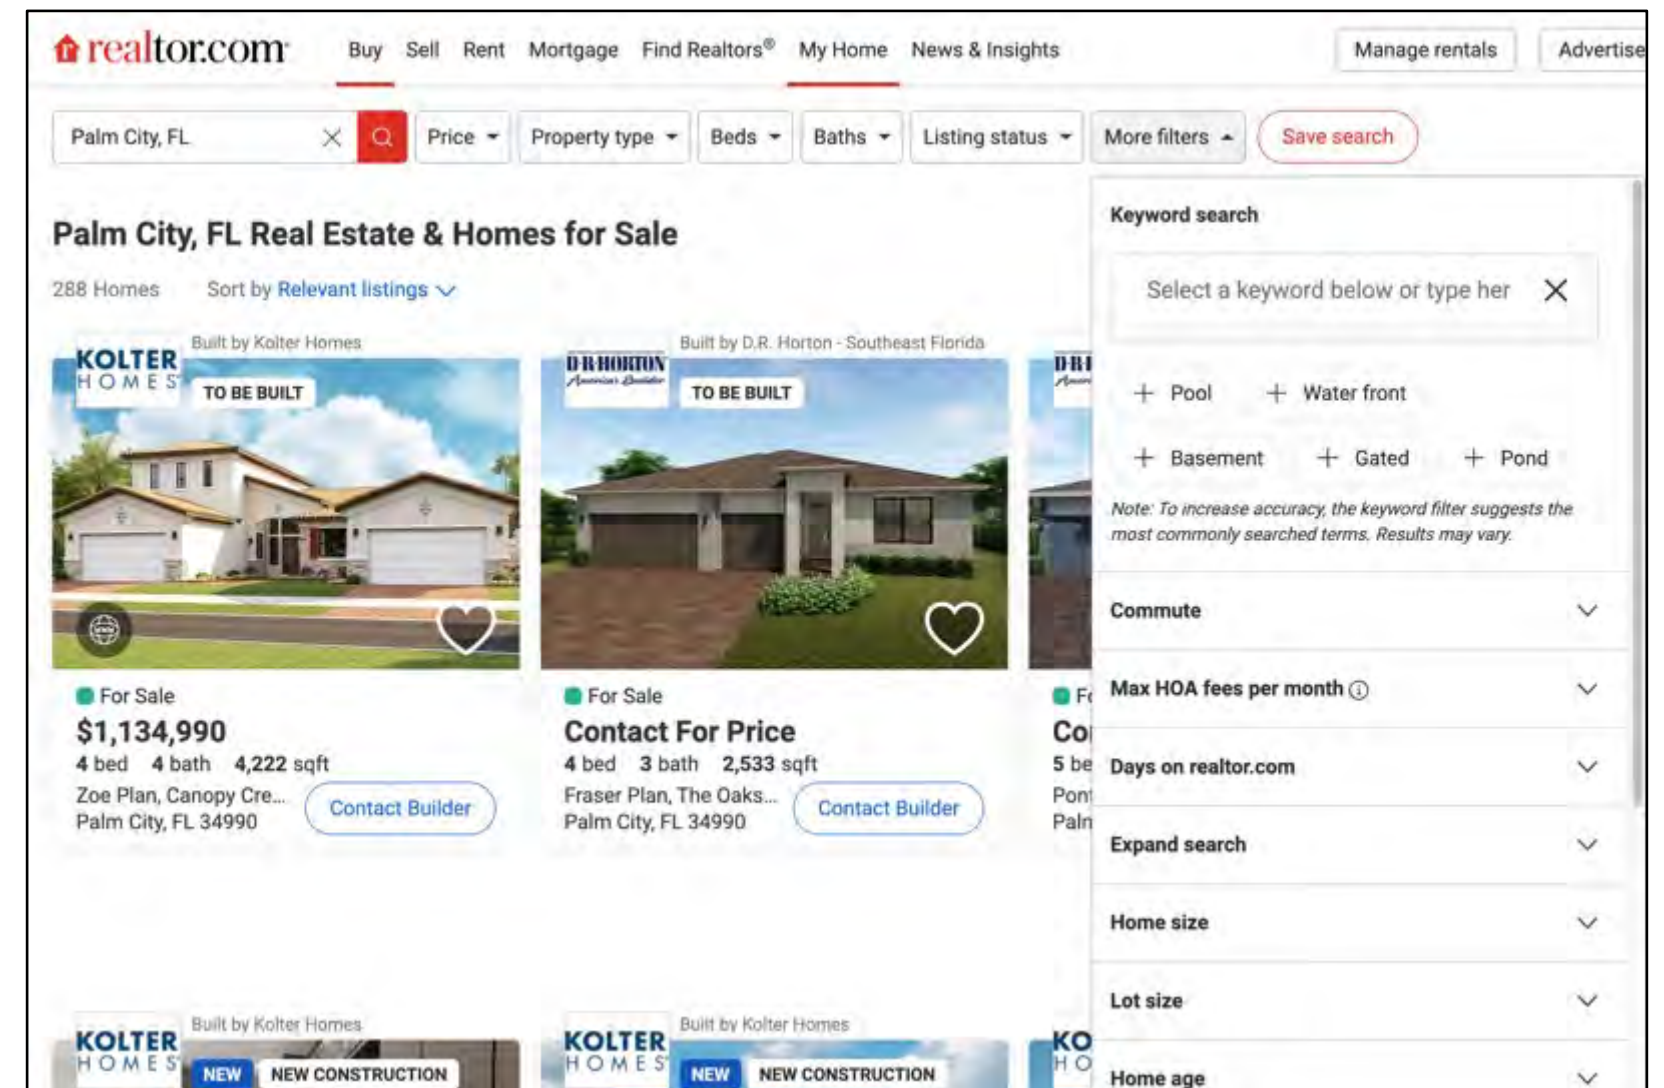 realtor.com
Buy Sell Rent Mortgage Find Realtors® My Home News & Insights
Manage rentals Advertise
Palm City, FL
Price Property type Beds Baths Listing status More filters Save search
Palm City, FL Real Estate & Homes for Sale
288 Homes Sort by Relevant listings
Built by Kolter Homes
KOLTER
HOMES
TO BE BUILT
For Sale
$1,134,990
4 bed 4 bath 4,222 sqft
Zoe Plan, Canopy Cre...
Palm City, FL 34990
Contact Builder
Built by D.R. Horton - Southeast Florida
D·R·HORTON
America's Builder
TO BE BUILT
For Sale
Contact For Price
4 bed 3 bath 2,533 sqft
Fraser Plan, The Oaks...
Palm City, FL 34990
Contact Builder
5 be
Keyword search
Select a keyword below or type her
Pool Water front
Basement Gated Pond
Note: To increase accuracy, the keyword filter suggests the
most commonly searched terms. Results may vary.
Commute
Max HOA fees per month
Days on realtor.com
Expand search
Home size
Lot size
Home age
Built by Kolter Homes
KOLTER
HOMES
NEW NEW CONSTRUCTION
Built by Kolter Homes
KOLTER
HOMES
NEW NEW CONSTRUCTION
KO
HO